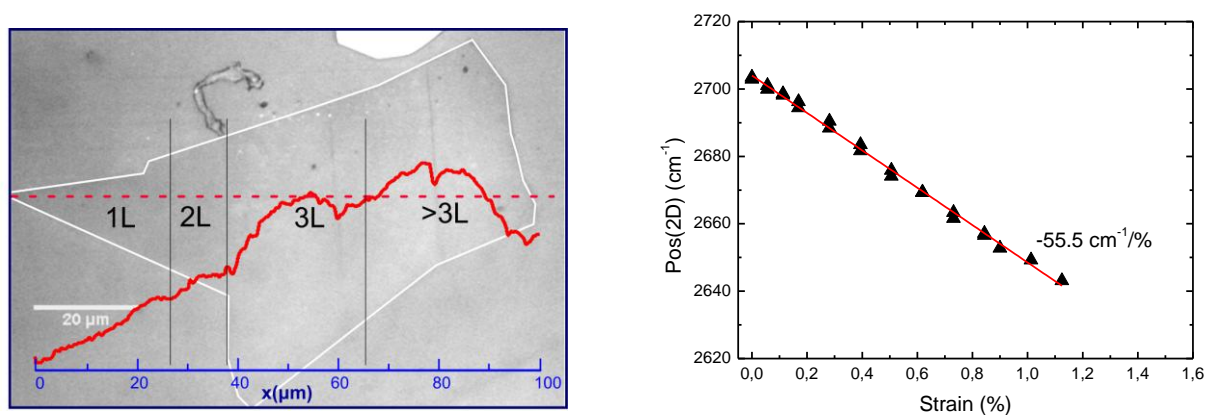 1L 2L 3L >3L
20 µm
0 20 40 60 80 100
x(µm)
2720
2700
2680
2660
2640
2620
Pos(2D) (cm⁻¹)
-55.5 cm⁻¹/%
0,0 0,2 0,4 0,6 0,8 1,0 1,2 1,4 1,6
Strain (%)